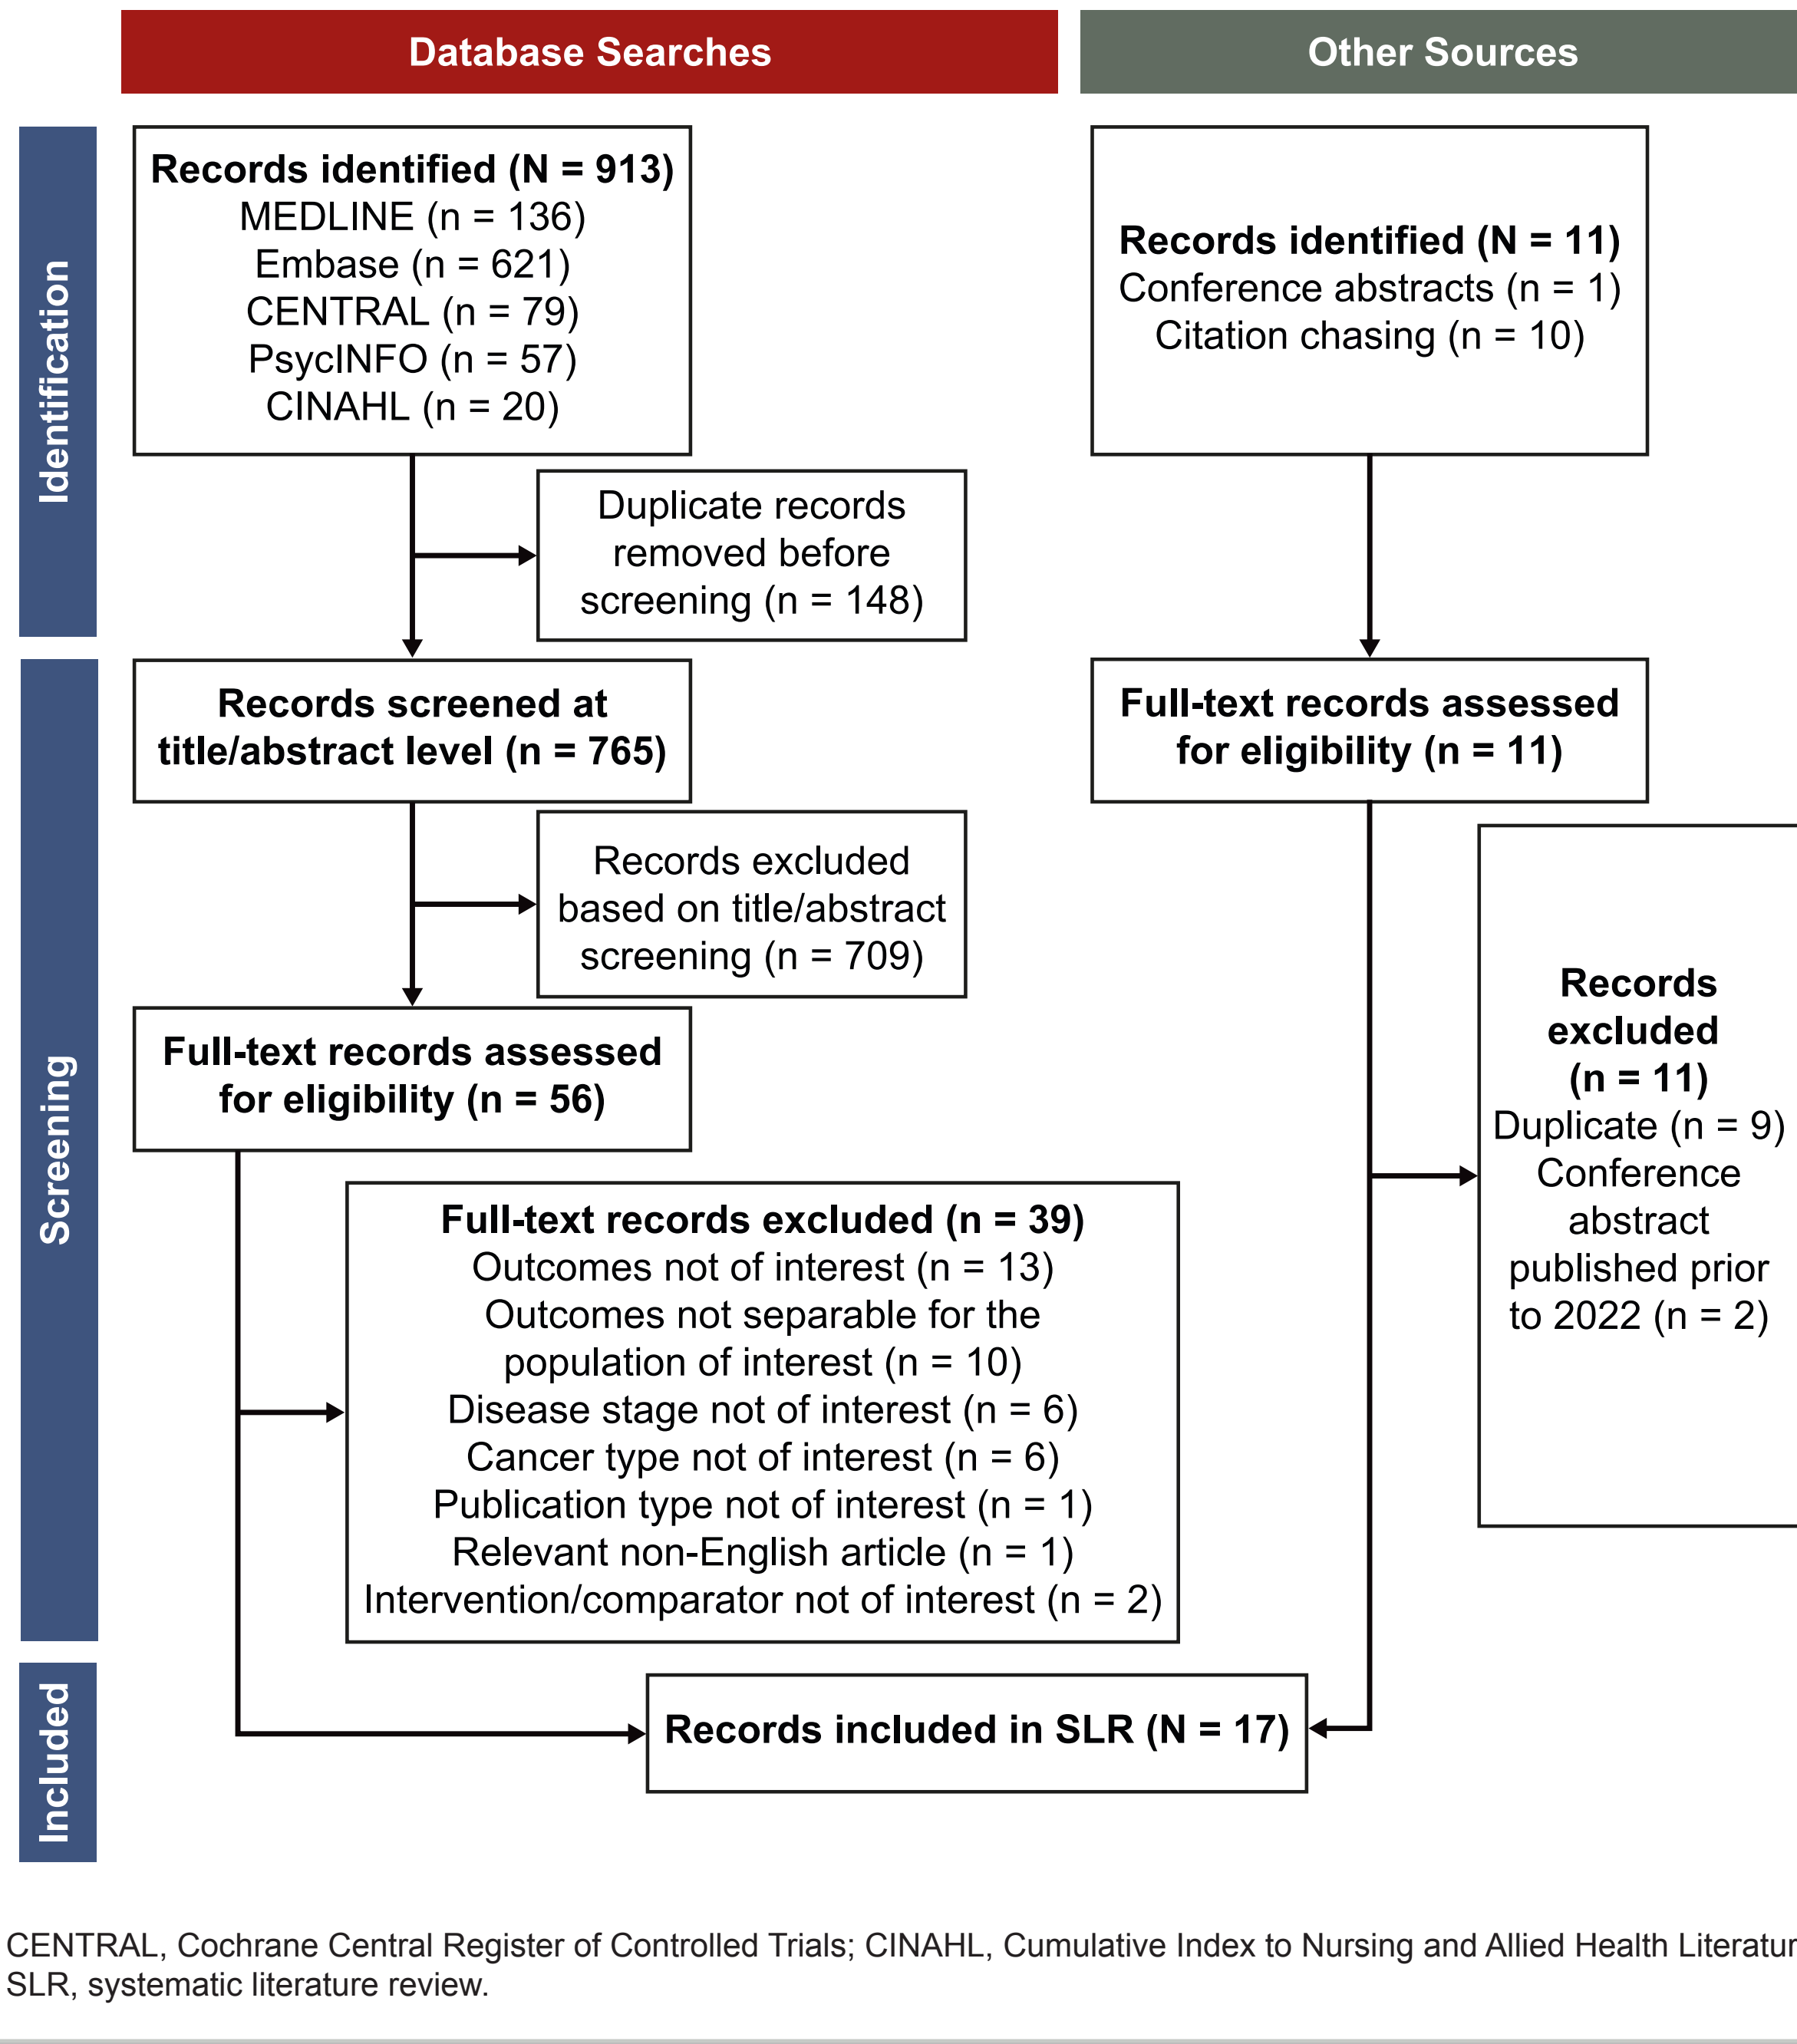 Database Searches
Other Sources
Identification
Records identified (N = 913)
MEDLINE (n = 136)
Embase (n = 621)
CENTRAL (n = 79)
PsycINFO (n = 57)
CINAHL (n = 20)
Records identified (N = 11)
Conference abstracts (n = 1)
Citation chasing (n = 10)
Duplicate records
removed before
screening (n = 148)
Screening
Records screened at
title/abstract level (n = 765)
Full-text records assessed
for eligibility (n = 11)
Records excluded
based on title/abstract
screening (n = 709)
Full-text records assessed
for eligibility (n = 56)
Records
excluded
(n = 11)
Duplicate (n = 9)
Conference
abstract
published prior
to 2022 (n = 2)
Full-text records excluded (n = 39)
Outcomes not of interest (n = 13)
Outcomes not separable for the
population of interest (n = 10)
Disease stage not of interest (n = 6)
Cancer type not of interest (n = 6)
Publication type not of interest (n = 1)
Relevant non-English article (n = 1)
Intervention/comparator not of interest (n = 2)
Included
Records included in SLR (N = 17)
CENTRAL, Cochrane Central Register of Controlled Trials; CINAHL, Cumulative Index to Nursing and Allied Health Literatur
SLR, systematic literature review.